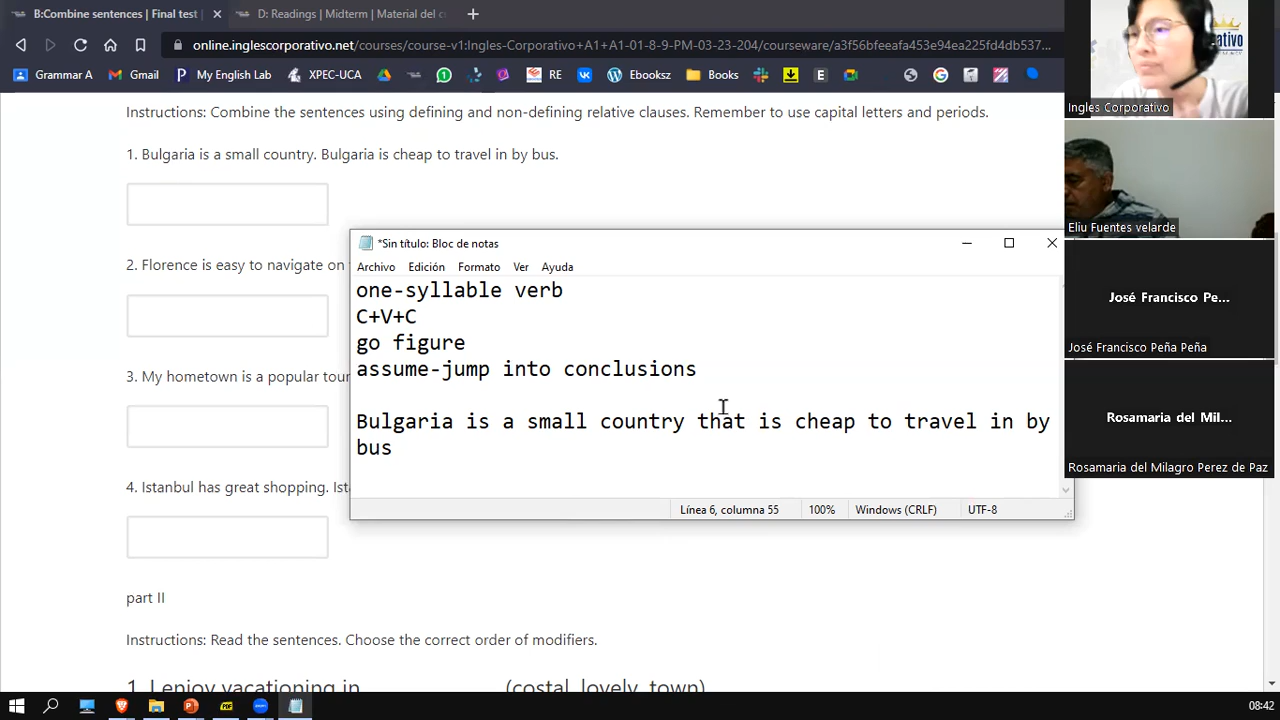 B:Combine sentences | Final test |
D: Readings | Midterm | Material del c
online.inglescorporativo.net/courses/course-v1:Ingles-Corporativo+A1+A1-01-8-9-PM-03-23-204/courseware/a3f56bfeeafa453e94ea225fd4db537...
Grammar A
Gmail
My English Lab
XPEC-UCA
RE
WordPress
Ebooksz
Books
Instructions: Combine the sentences using defining and non-defining relative clauses. Remember to use capital letters and periods.
1. Bulgaria is a small country. Bulgaria is cheap to travel in by bus.
2. Florence is easy to navigate on
3. My hometown is a popular tour
4. Istanbul has great shopping. Ista
part II
Instructions: Read the sentences. Choose the correct order of modifiers.
1. I enjoy vacationing in __________ (costal, lovely, town)
*Sin título: Bloc de notas
Archivo Edición Formato Ver Ayuda
one-syllable verb
C+V+C
go figure
assume-jump into conclusions
Bulgaria is a small country that is cheap to travel in by
bus
Línea 6, columna 55
100%
Windows (CRLF)
UTF-8
Ingles Corporativo
Eliu Fuentes velarde
José Francisco Pe...
José Francisco Peña Peña
Rosamaria del Mil...
Rosamaria del Milagro Perez de Paz
08:42